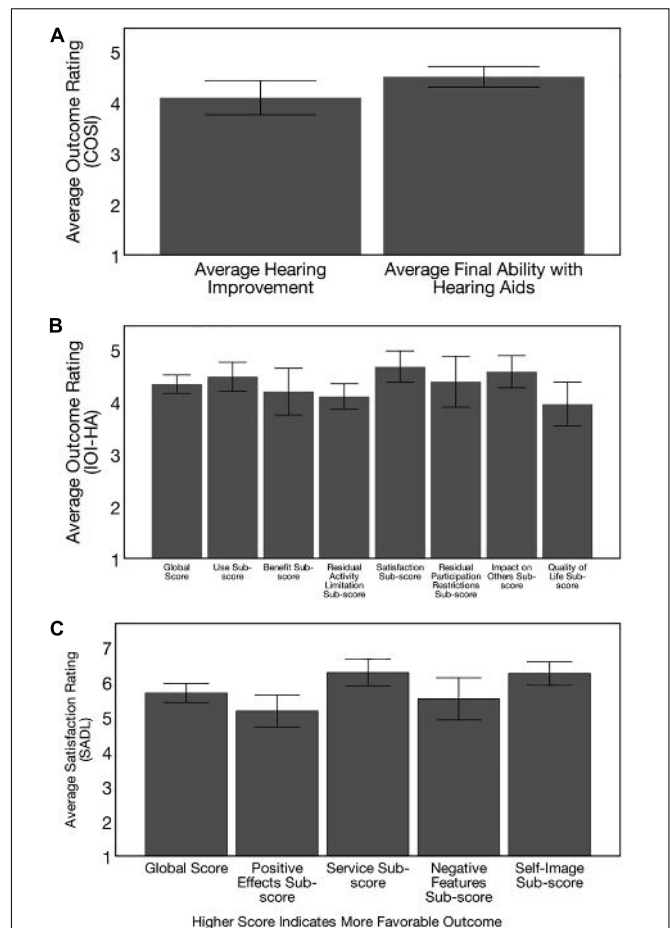 A
Average Outcome Rating
(COSI)
5
4
3
2
1
Average Hearing
Improvement
Average Final Ability with
Hearing Aids
B
Average Outcome Rating
(IOI-HA)
5
4
3
2
1
Global
Score
Use Sub-
score
Benefit Sub-
score
Residual
Activity
Limitation
Sub-score
Satisfaction
Sub-score
Residual
Participation
Restrictions
Sub-score
Impact on
Others Sub-
score
Quality of
Life Sub-
score
C
Average Satisfaction Rating
(SADL)
7
6
5
4
3
2
1
Global Score
Positive
Effects Sub-
score
Service Sub-
score
Negative
Features
Sub-score
Self-Image
Sub-score
Higher Score Indicates More Favorable Outcome